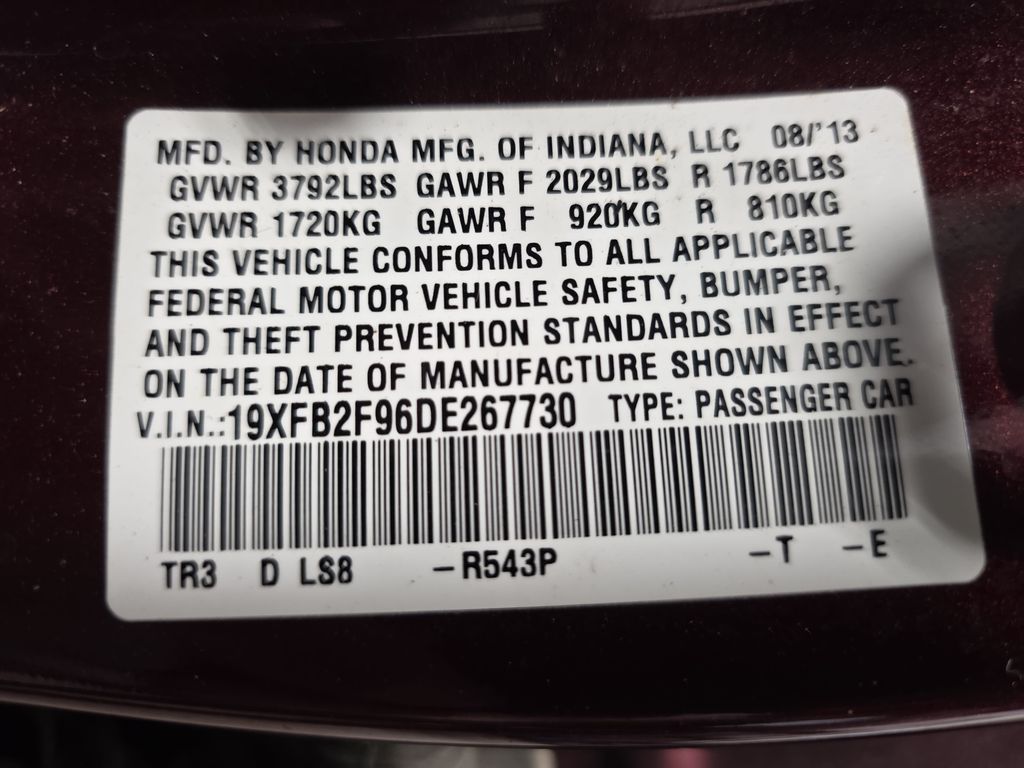 MFD. BY HONDA MFG. OF INDIANA, LLC 08/'13
GVWR 3792LBS GAWR F 2029LBS R 1786LBS
GVWR 1720KG GAWR F 920KG R 810KG
THIS VEHICLE CONFORMS TO ALL APPLICABLE
FEDERAL MOTOR VEHICLE SAFETY, BUMPER,
AND THEFT PREVENTION STANDARDS IN EFFECT
ON THE DATE OF MANUFACTURE SHOWN ABOVE.
V.I.N.:19XFB2F96DE267730 TYPE: PASSENGER CAR
TR3 D LS8 -R543P -T -E